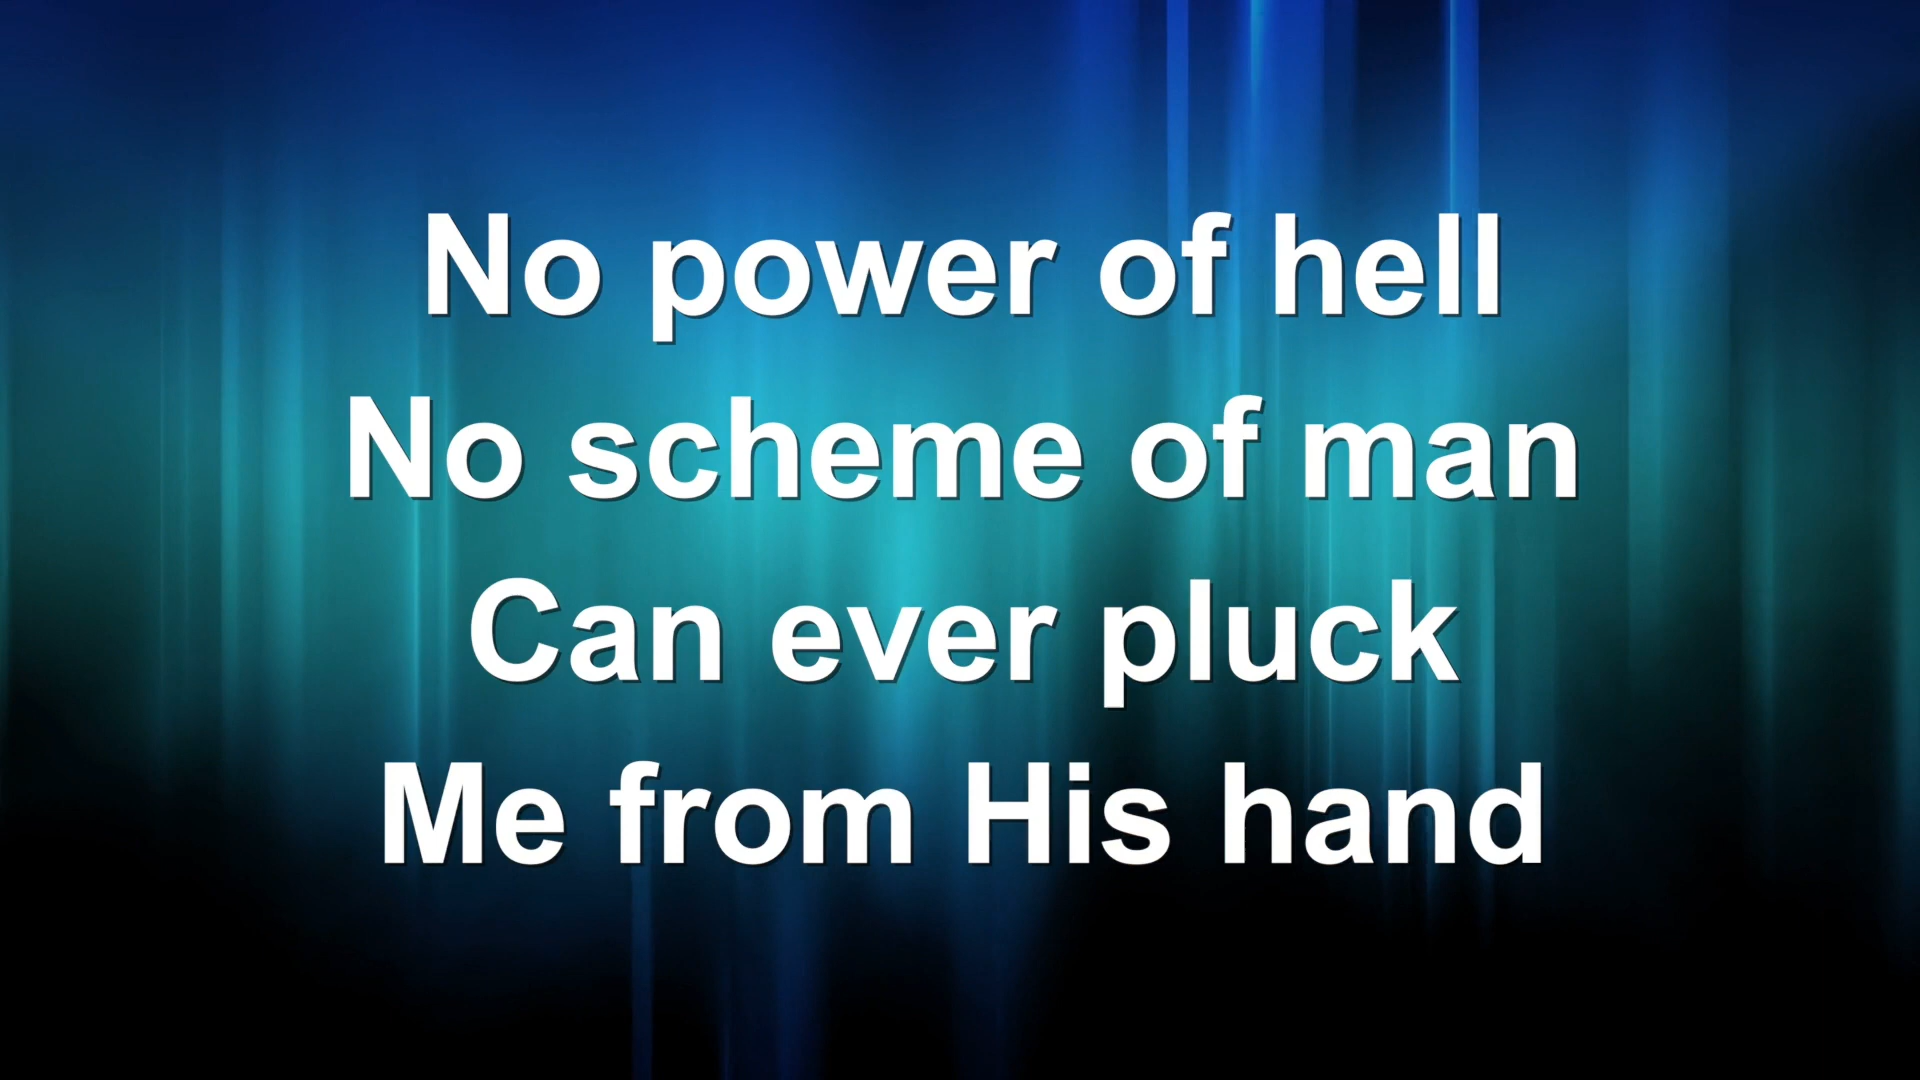 No power of hell
No scheme of man
Can ever pluck
Me from His hand